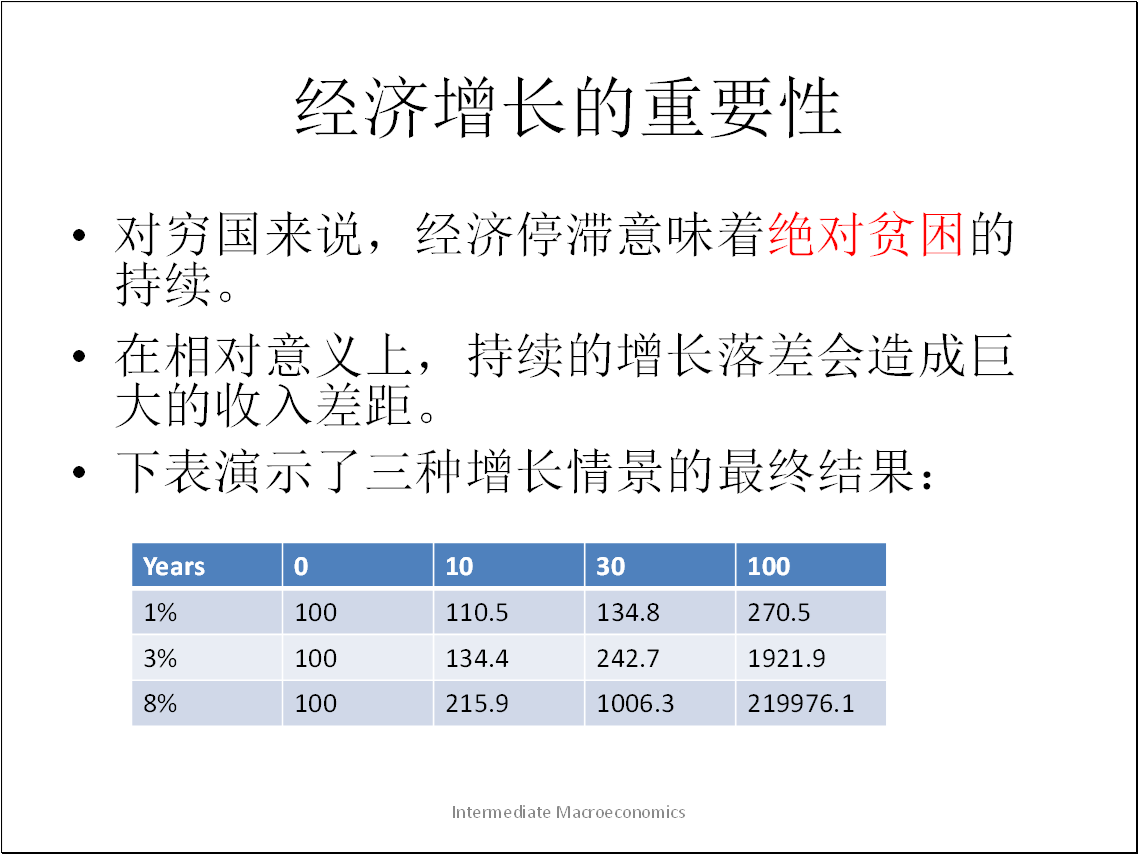 经济增长的重要性
• 对穷国来说，经济停滞意味着绝对贫困的
持续。
• 在相对意义上，持续的增长落差会造成巨
大的收入差距。
• 下表演示了三种增长情景的最终结果：
Years 0 10 30 100
1% 100 110.5 134.8 270.5
3% 100 134.4 242.7 1921.9
8% 100 215.9 1006.3 219976.1
Intermediate Macroeconomics